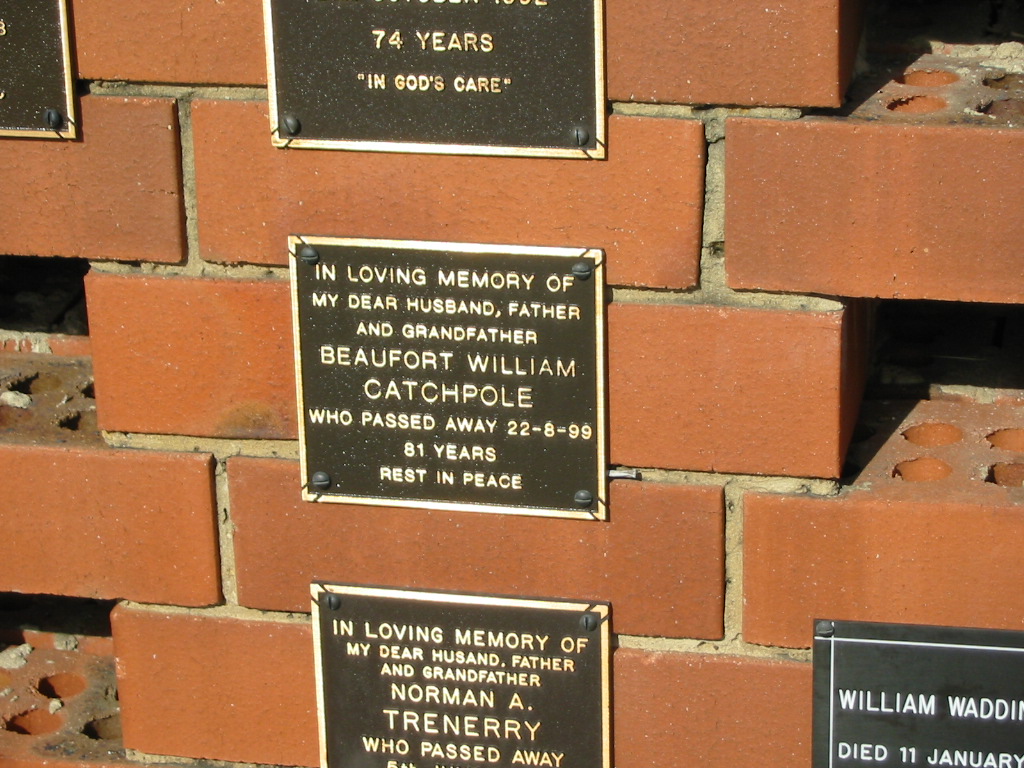 74 YEARS
"IN GOD'S CARE"
IN LOVING MEMORY OF
MY DEAR HUSBAND, FATHER
AND GRANDFATHER
BEAUFORT WILLIAM
CATCHPOLE
WHO PASSED AWAY 22-8-99
81 YEARS
REST IN PEACE
IN LOVING MEMORY OF
MY DEAR HUSAND, FATHER
AND GRANDFATHER
NORMAN A.
TRENERRY
WHO PASSED AWAY
WILLIAM
DIED 11 JANUARY